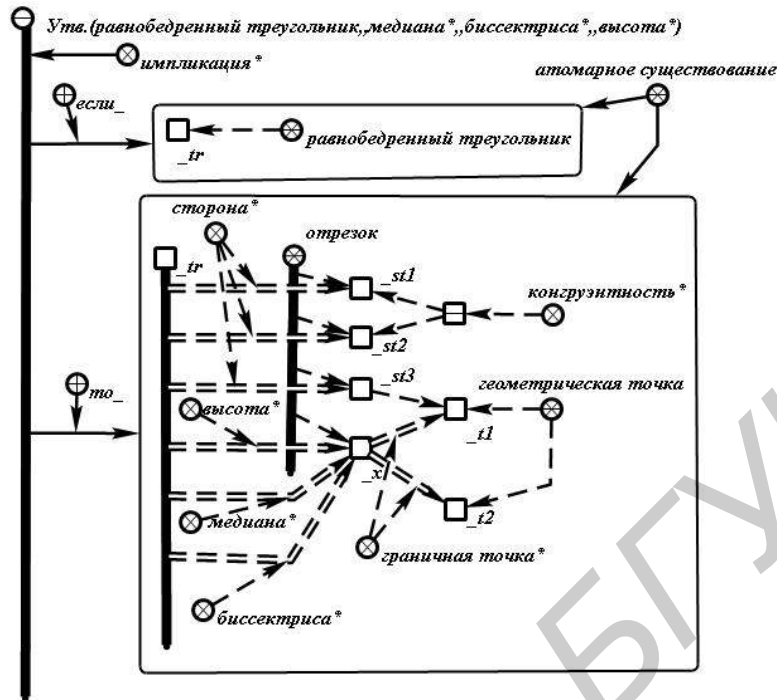 Утв.(равнобедренный треугольник,,медиана*,,биссектриса*,,высота*)
импликация*
атомарное существование
если_
равнобедренный треугольник
_tr
сторона*
отрезок
_tr
_st1
конгруэнтность*
_st2
_st3
геометрическая точка
то_
высота*
_t1
_x
_t2
медиана*
граничная точка*
биссектриса*
БГУ